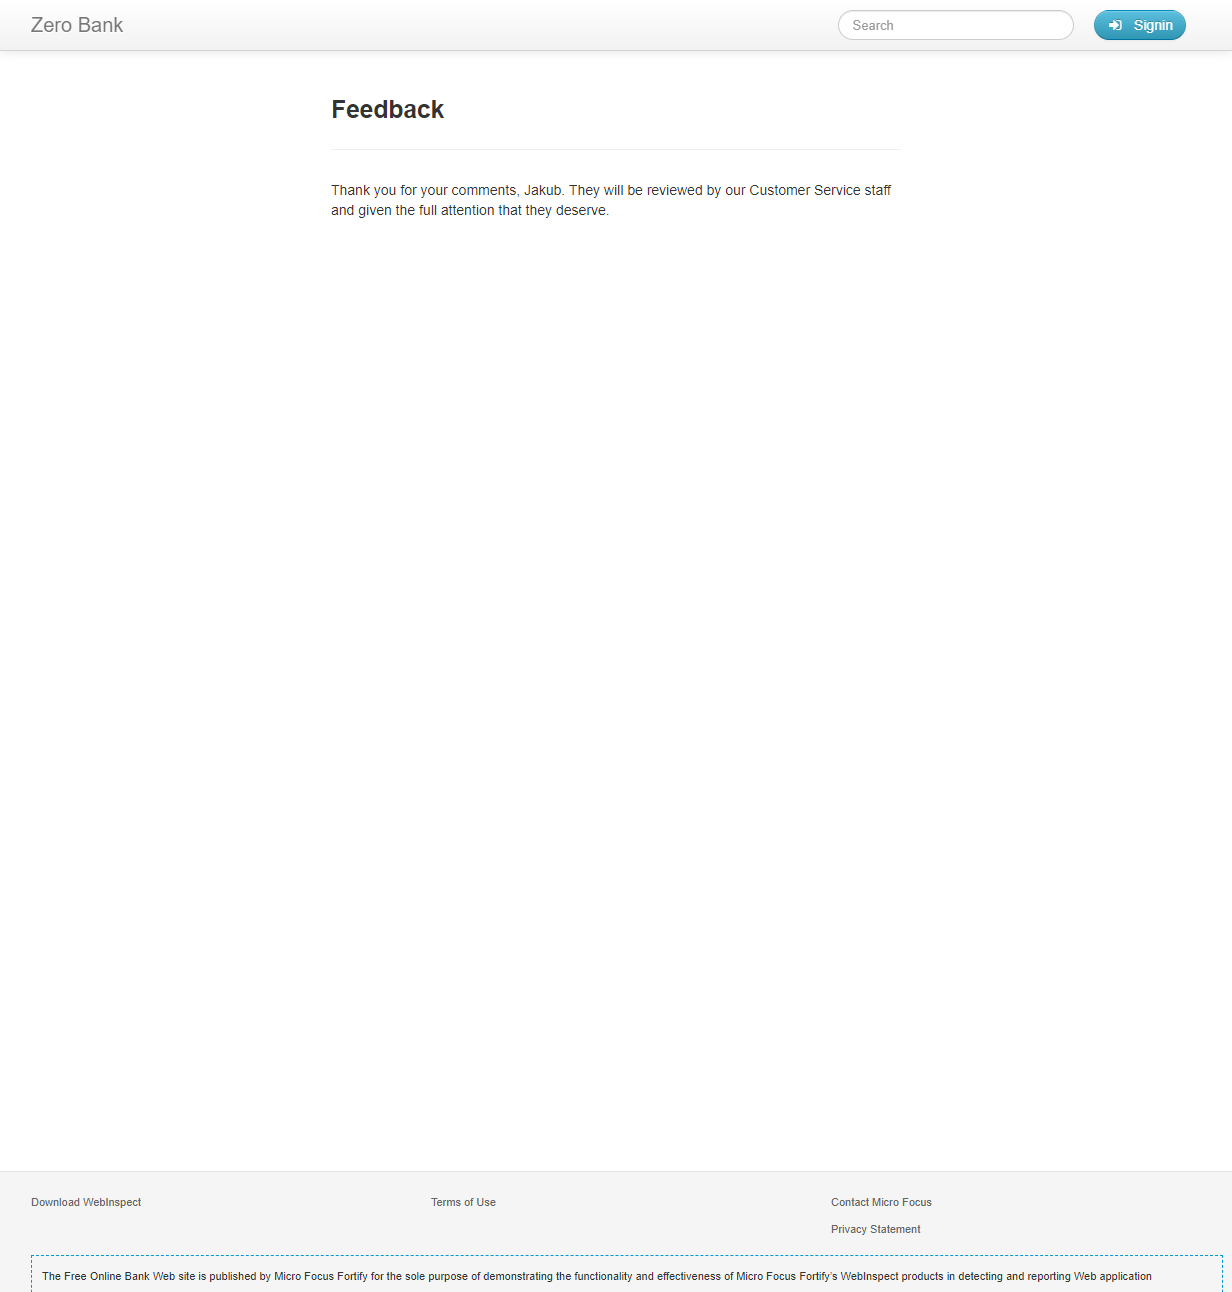 Zero Bank
Search
Signin
Feedback
Thank you for your comments, Jakub. They will be reviewed by our Customer Service staff
and given the full attention that they deserve.
Download WebInspect
Terms of Use
Contact Micro Focus
Privacy Statement
The Free Online Bank Web site is published by Micro Focus Fortify for the sole purpose of demonstrating the functionality and effectiveness of Micro Focus Fortify's WebInspect products in detecting and reporting Web application